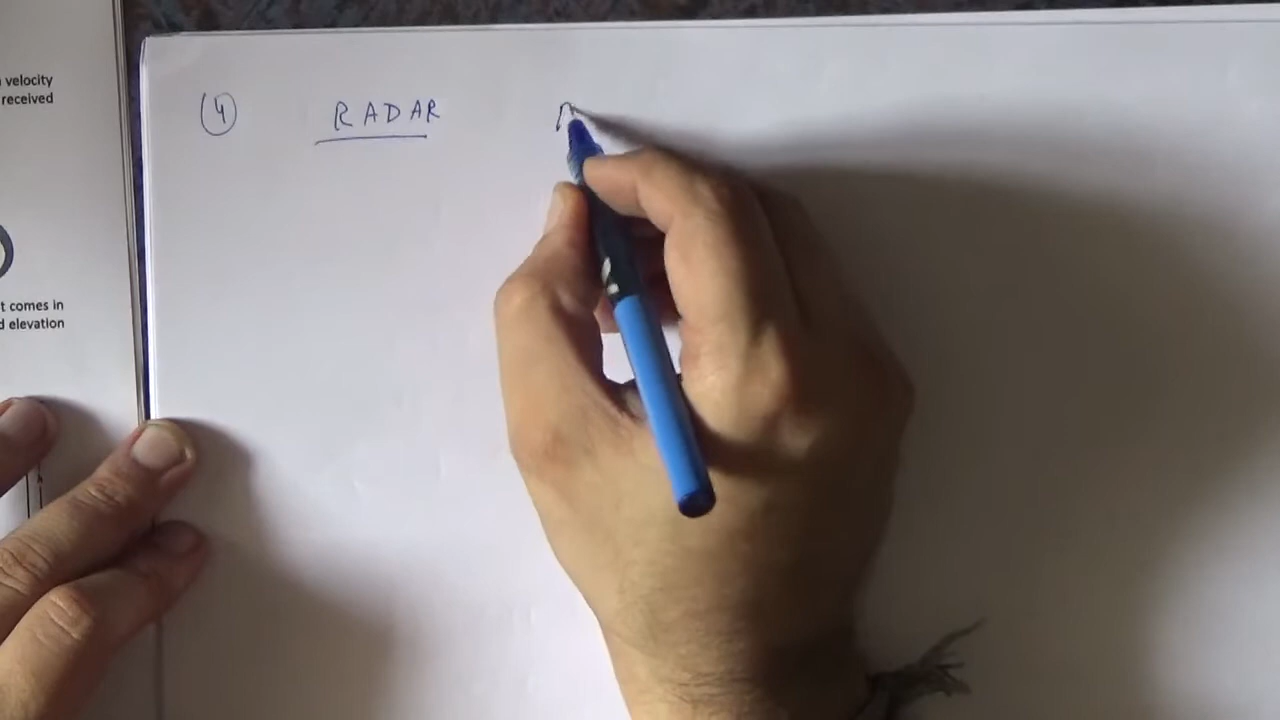 velocity
received
t comes in
d elevation
4 RADAR